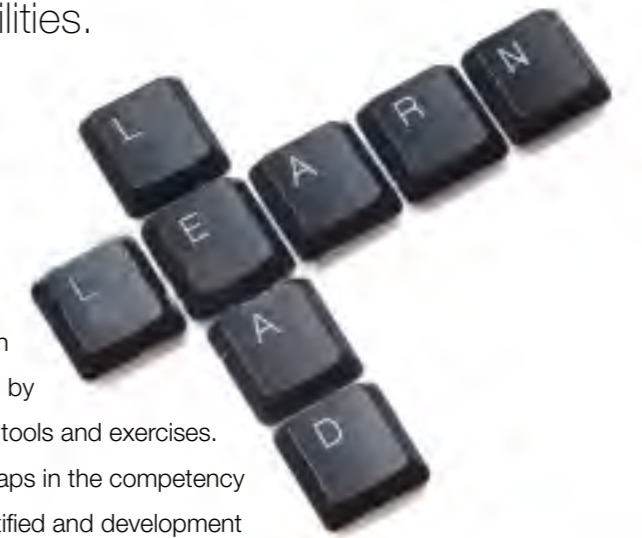 ilities.
LEARN
LEAD
n
by
tools and exercises.
aps in the competency
tified and development